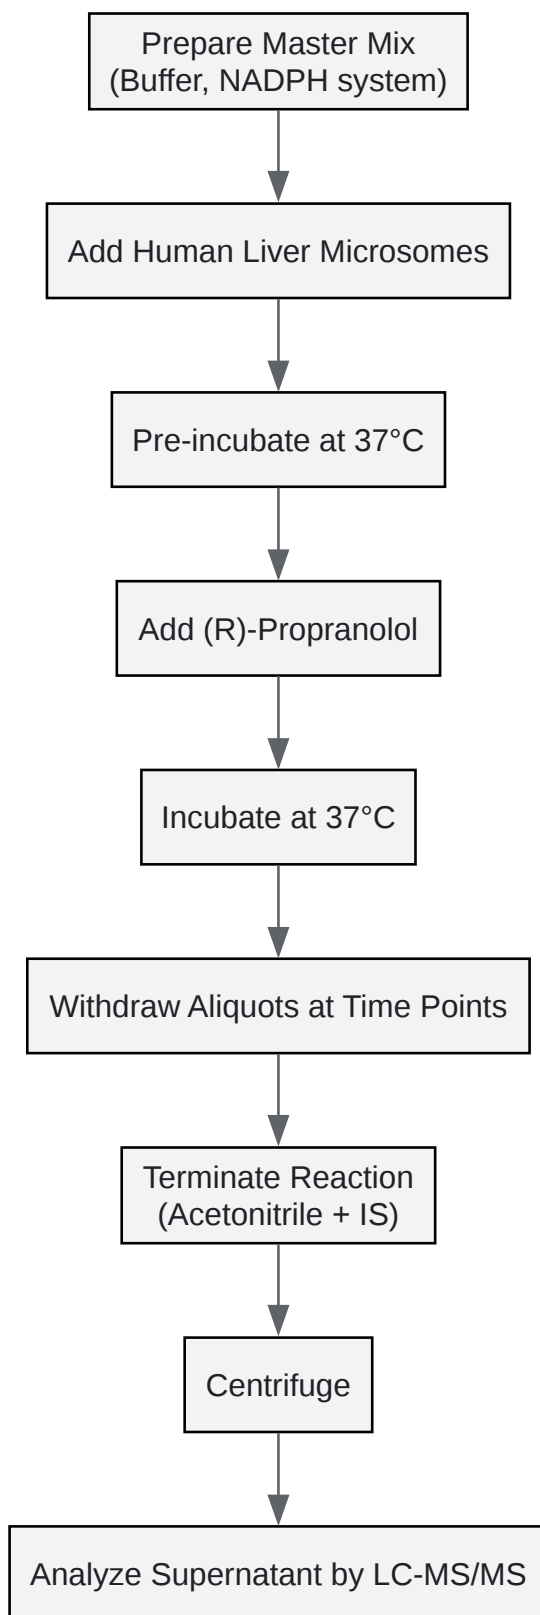 Prepare Master Mix
(Buffer, NADPH system)
Add Human Liver Microsomes
Pre-incubate at 37°C
Add (R)-Propranolol
Incubate at 37°C
Withdraw Aliquots at Time Points
Terminate Reaction
(Acetonitrile + IS)
Centrifuge
Analyze Supernatant by LC-MS/MS